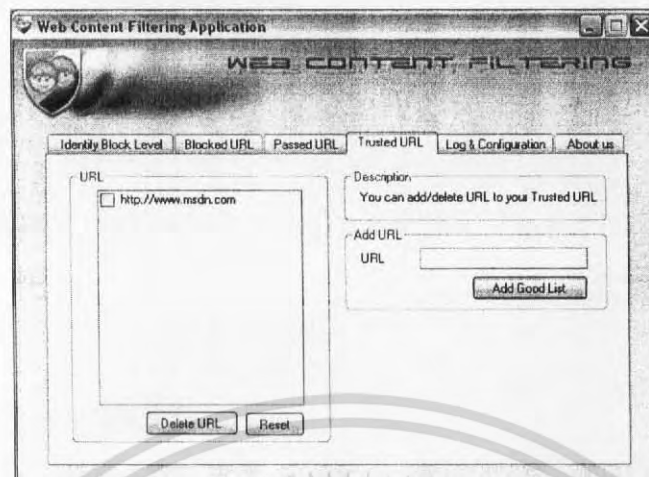 Web Content Filtering Application
WEB CONTENT FILTERING
Identify Block Level
Blocked URL
Passed URL
Trusted URL
Log & Configuration
About us
URL
http://www.msdn.com
Delete URL
Reset
Description
You can add/delete URL to your Trusted URL
Add URL
URL
Add Good List